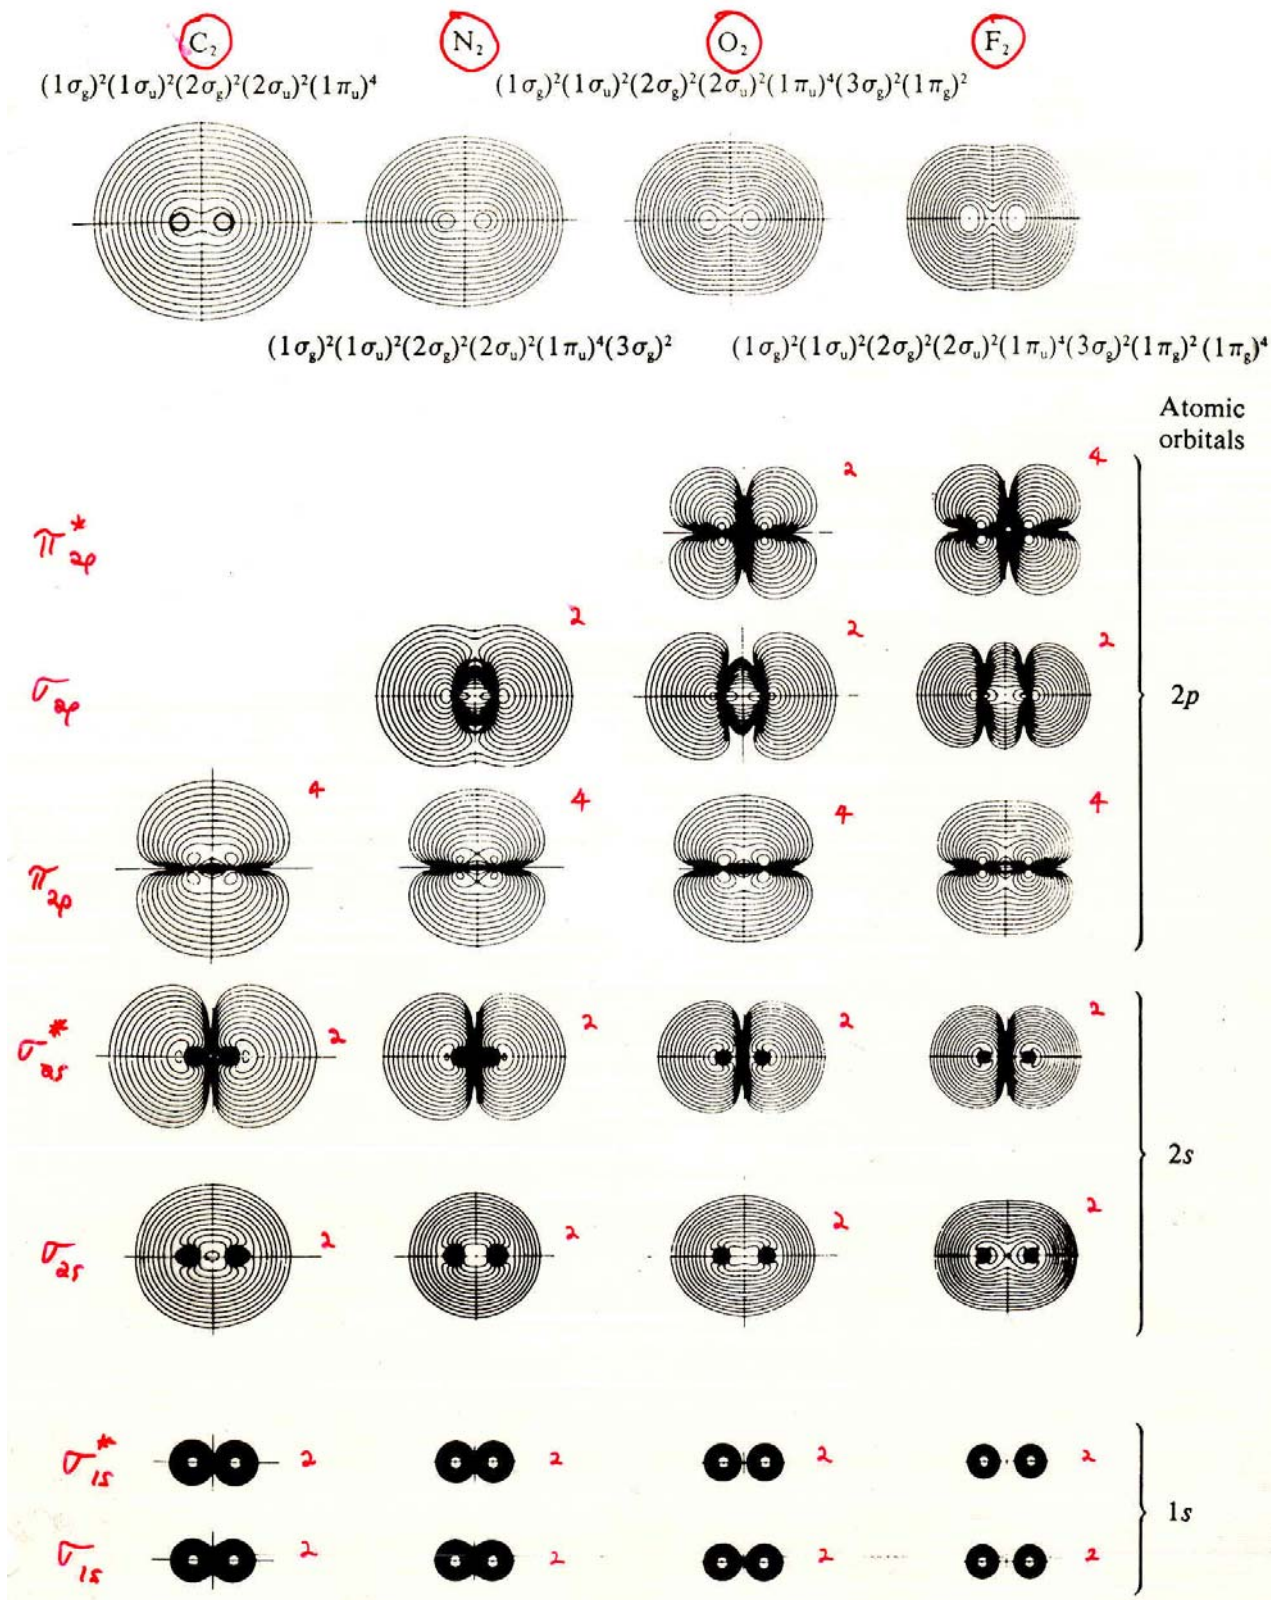 C₂ N₂ O₂ F₂
(1σg)²(1σu)²(2σg)²(2σu)²(1πu)⁴ (1σg)²(1σu)²(2σg)²(2σu)²(1πu)⁴(3σg)²(1πg)²
(1σg)²(1σu)²(2σg)²(2σu)²(1πu)⁴(3σg)² (1σg)²(1σu)²(2σg)²(2σu)²(1πu)⁴(3σg)²(1πg)²(1πg)⁴
Atomic
orbitals
π*2p 2 4
σ2p 2 2 2
2p
π2p 4 4 4 4
σ*2s 2 2 2 2
2s
σ2s 2 2 2 2
σ*1s 2 2 2 2
1s
σ1s 2 2 2 2